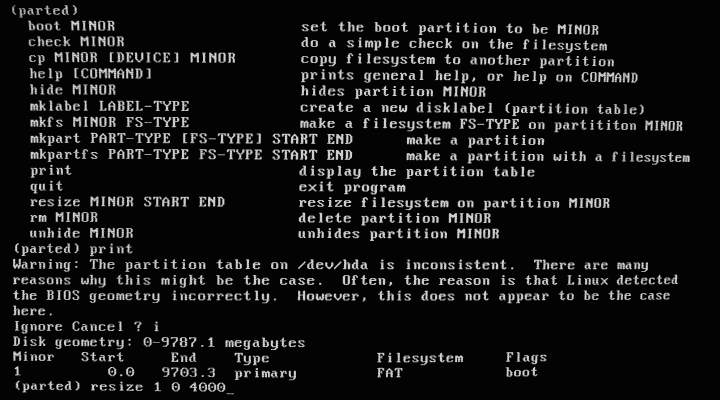 (parted)
boot MINOR set the boot partition to be MINOR
check MINOR do a simple check on the filesystem
cp MINOR [DEVICE] MINOR copy filesystem to another partition
help [COMMAND] prints general help, or help on COMMAND
hide MINOR hides partition MINOR
mklabel LABEL-TYPE create a new disklabel (partition table)
mkfs MINOR FS-TYPE make a filesystem FS-TYPE on partititon MINOR
mkpart PART-TYPE [FS-TYPE] START END make a partition
mkpartfs PART-TYPE FS-TYPE START END make a partition with a filesystem
print display the partition table
quit exit program
resize MINOR START END resize filesystem on partition MINOR
rm MINOR delete partition MINOR
unhide MINOR unhides partition MINOR
(parted) print
Warning: The partition table on /dev/hda is inconsistent. There are many
reasons why this might be the case. Often, the reason is that Linux detected
the BIOS geometry incorrectly. However, this does not appear to be the case
here.
Ignore Cancel ? i
Disk geometry: 0-9787.1 megabytes
Minor Start End Type Filesystem Flags
1 0.0 9703.3 primary FAT boot
(parted) resize 1 0 4000_